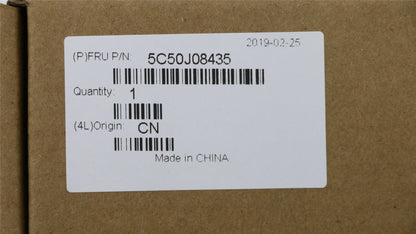 2019-02-25
(P)FRU P/N: 5C50J08435
Quantity: 1
(4L)Origin: CN
Made in CHINA